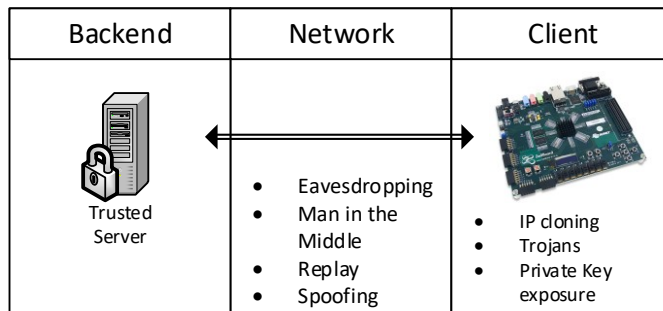 Backend
Network
Client
Trusted
Server
• Eavesdropping
• Man in the
Middle
• Replay
• Spoofing
• IP cloning
• Trojans
• Private Key
exposure